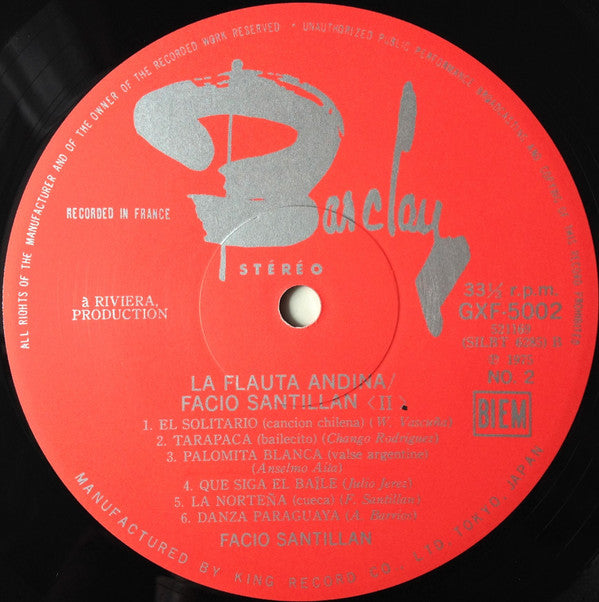 ALL RIGHTS OF THE MANUFACTURER AND OF THE OWNER OF THE RECORDED WORK RESERVED • UNAUTHORIZED PUBLIC PERFORMANCE BROADCASTING AND
Barclay
RECORDED IN FRANCE
STÉRÉO
à RIVIERA,
PRODUCTION
33⅓ r.p.m.
GXF-5002
NO. 2
BIEM
LA FLAUTA ANDINA/
FACIO SANTILLAN <II>
1. EL SOLITARIO (cancion chilena) (W. Yascuña)
2. TARAPACA (bailecito) (Chango Rodriguez)
3. PALOMITA BLANCA (valse argentine)
(Anselmo Aila)
4. QUE SIGA EL BAÎLE (Julio Jerez)
5. LA NORTEÑA (cueca) (F. Santillan)
6. DANZA PARAGUAYA (A. Barrios)
FACIO SANTILLAN
MANUFACTURED BY KING RECORD CO., LTD. TOKYO, JAPAN